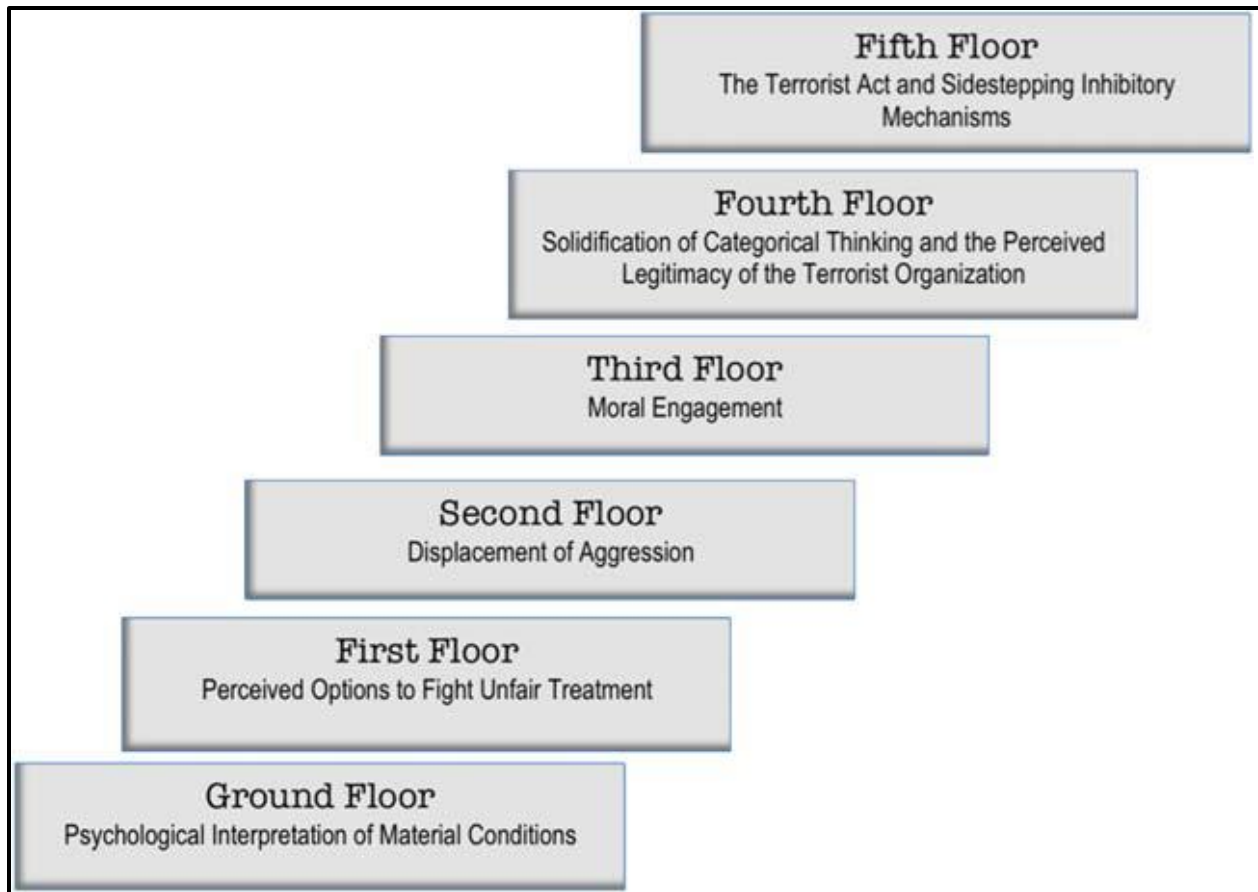 Fifth Floor
The Terrorist Act and Sidestepping Inhibitory
Mechanisms
Fourth Floor
Solidification of Categorical Thinking and the Perceived
Legitimacy of the Terrorist Organization
Third Floor
Moral Engagement
Second Floor
Displacement of Aggression
First Floor
Perceived Options to Fight Unfair Treatment
Ground Floor
Psychological Interpretation of Material Conditions